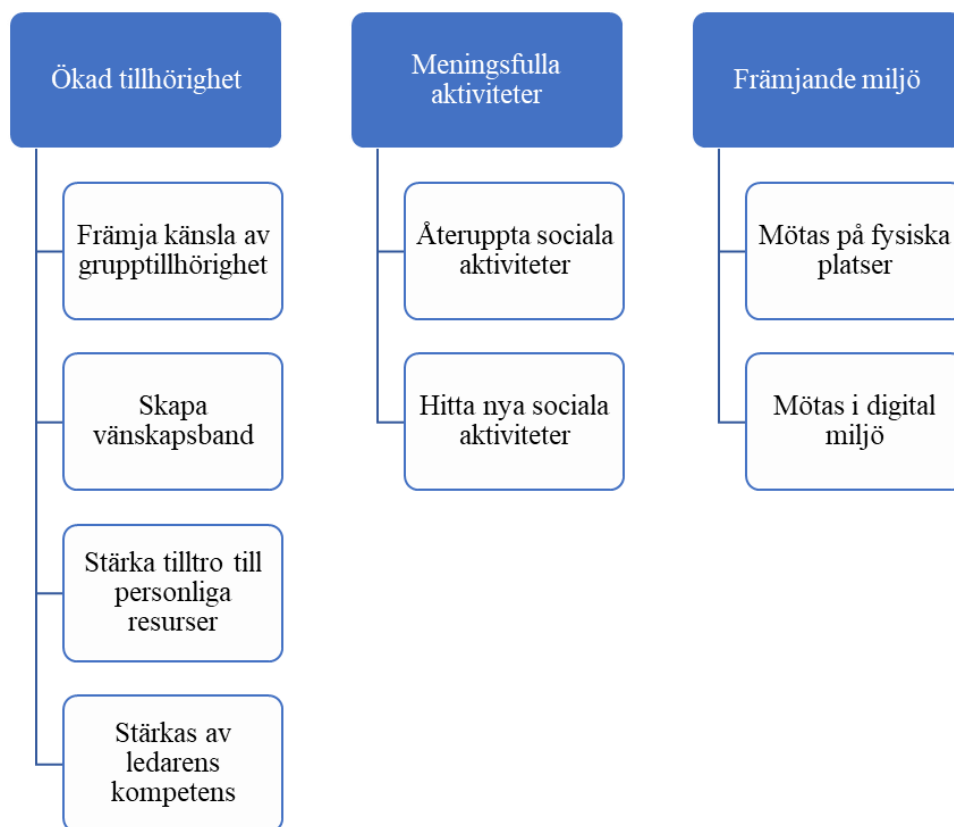 Ökad tillhörighet
Främja känsla av
grupptillhörighet
Skapa
vänskapsband
Stärka tilltro till
personliga
resurser
Stärkas av
ledarens
kompetens
Meningsfulla
aktiviteter
Återuppta sociala
aktiviteter
Hitta nya sociala
aktiviteter
Främjande miljö
Mötas på fysiska
platser
Mötas i digital
miljö